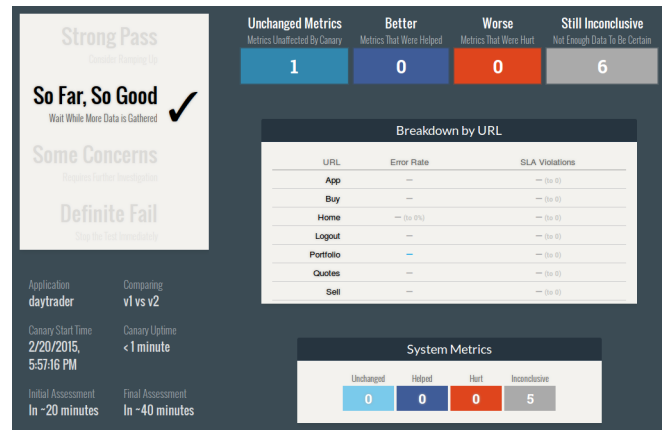 Strong Pass
So Far, So Good
Wait While More Data is Gathered
Some Concerns
Requires Further Investigation
Definite Fail
Stop the Test Immediately
Application
daytrader
Comparing
v1 vs v2
Canary Start Time
2/20/2015,
5:57:16 PM
Canary Uptime
< 1 minute
Initial Assessment
In ~20 minutes
Final Assessment
In ~40 minutes
Unchanged Metrics
Metrics Unaffected By Canary
1
Better
Metrics That Were Helped
0
Worse
Metrics That Were Hurt
0
Still Inconclusive
Not Enough Data To Be Certain
6
Breakdown by URL
URL Error Rate SLA Violations
App — — (to 0)
Buy — — (to 0)
Home — (to 0%) — (to 0)
Logout — — (to 0)
Portfolio — — (to 0)
Quotes — — (to 0)
Sell — — (to 0)
System Metrics
Unchanged Helped Hurt Inconclusive
0 0 0 5